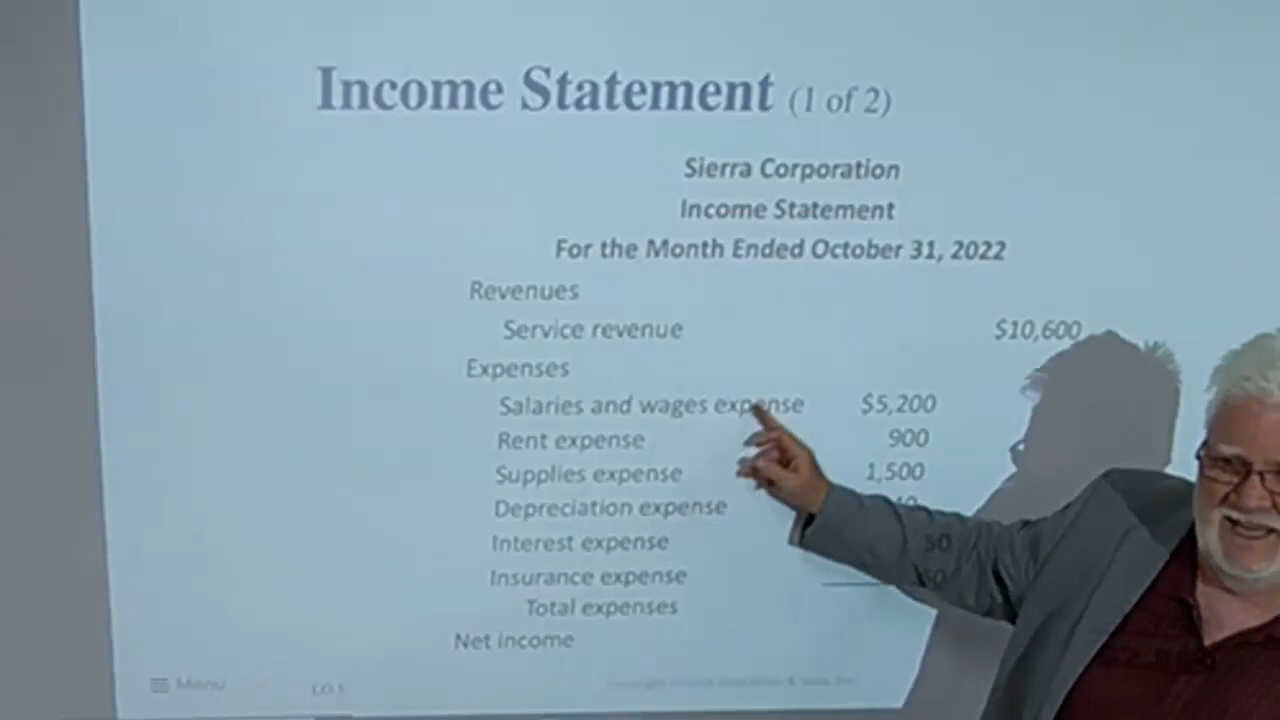 Income Statement (1 of 2)
Sierra Corporation
Income Statement
For the Month Ended October 31, 2022
Revenues
Service revenue $10,600
Expenses
Salaries and wages expense $5,200
Rent expense 900
Supplies expense 1,500
Depreciation expense 40
Interest expense 50
Insurance expense
Total expenses
Net income
Menu